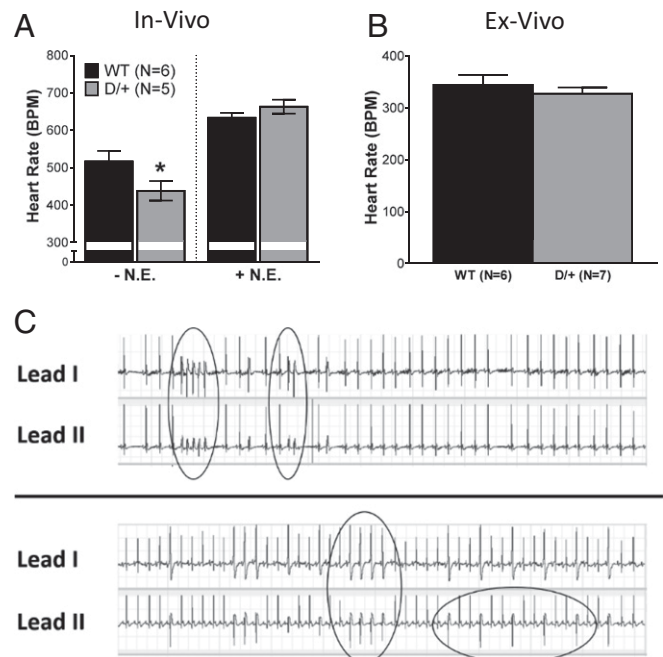 A
In-Vivo
B
Ex-Vivo
Heart Rate (BPM)
800
700
600
500
400
300
0
WT (N=6)
D/+ (N=5)
*
- N.E.
+ N.E.
Heart Rate (BPM)
400
300
200
100
0
WT (N=6)
D/+ (N=7)
C
Lead I
Lead II
Lead I
Lead II